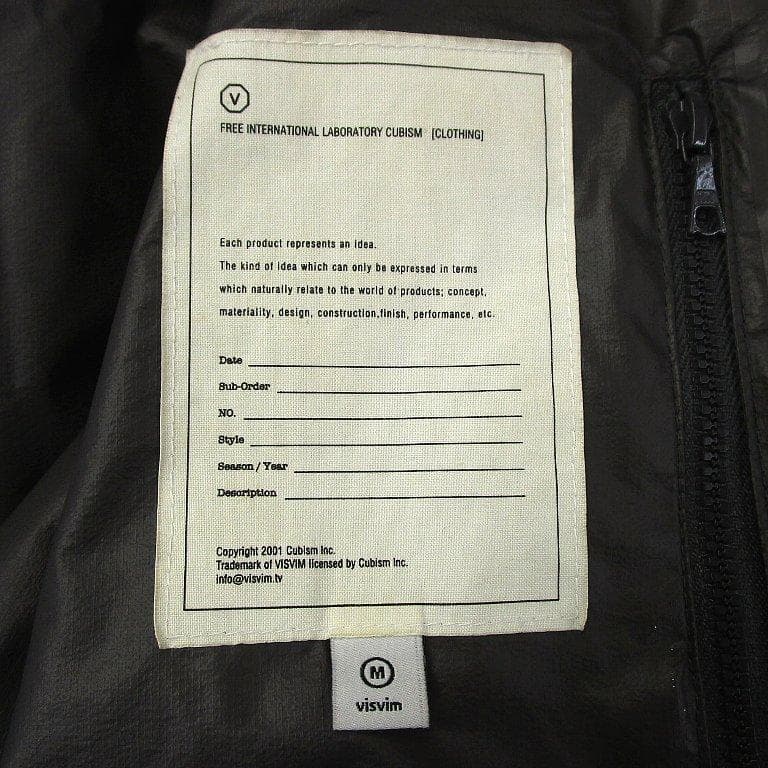 V
FREE INTERNATIONAL LABORATORY CUBISM [CLOTHING]
Each product represents an idea.
The kind of idea which can only be expressed in terms
which naturally relate to the world of products; concept,
materiality, design, construction,finish, performance, etc.
Date
Sub-Order
NO.
Style
Season / Year
Description
Copyright 2001 Cubism Inc.
Trademark of VISVIM licensed by Cubism Inc.
info@visvim.tv
M
visvim